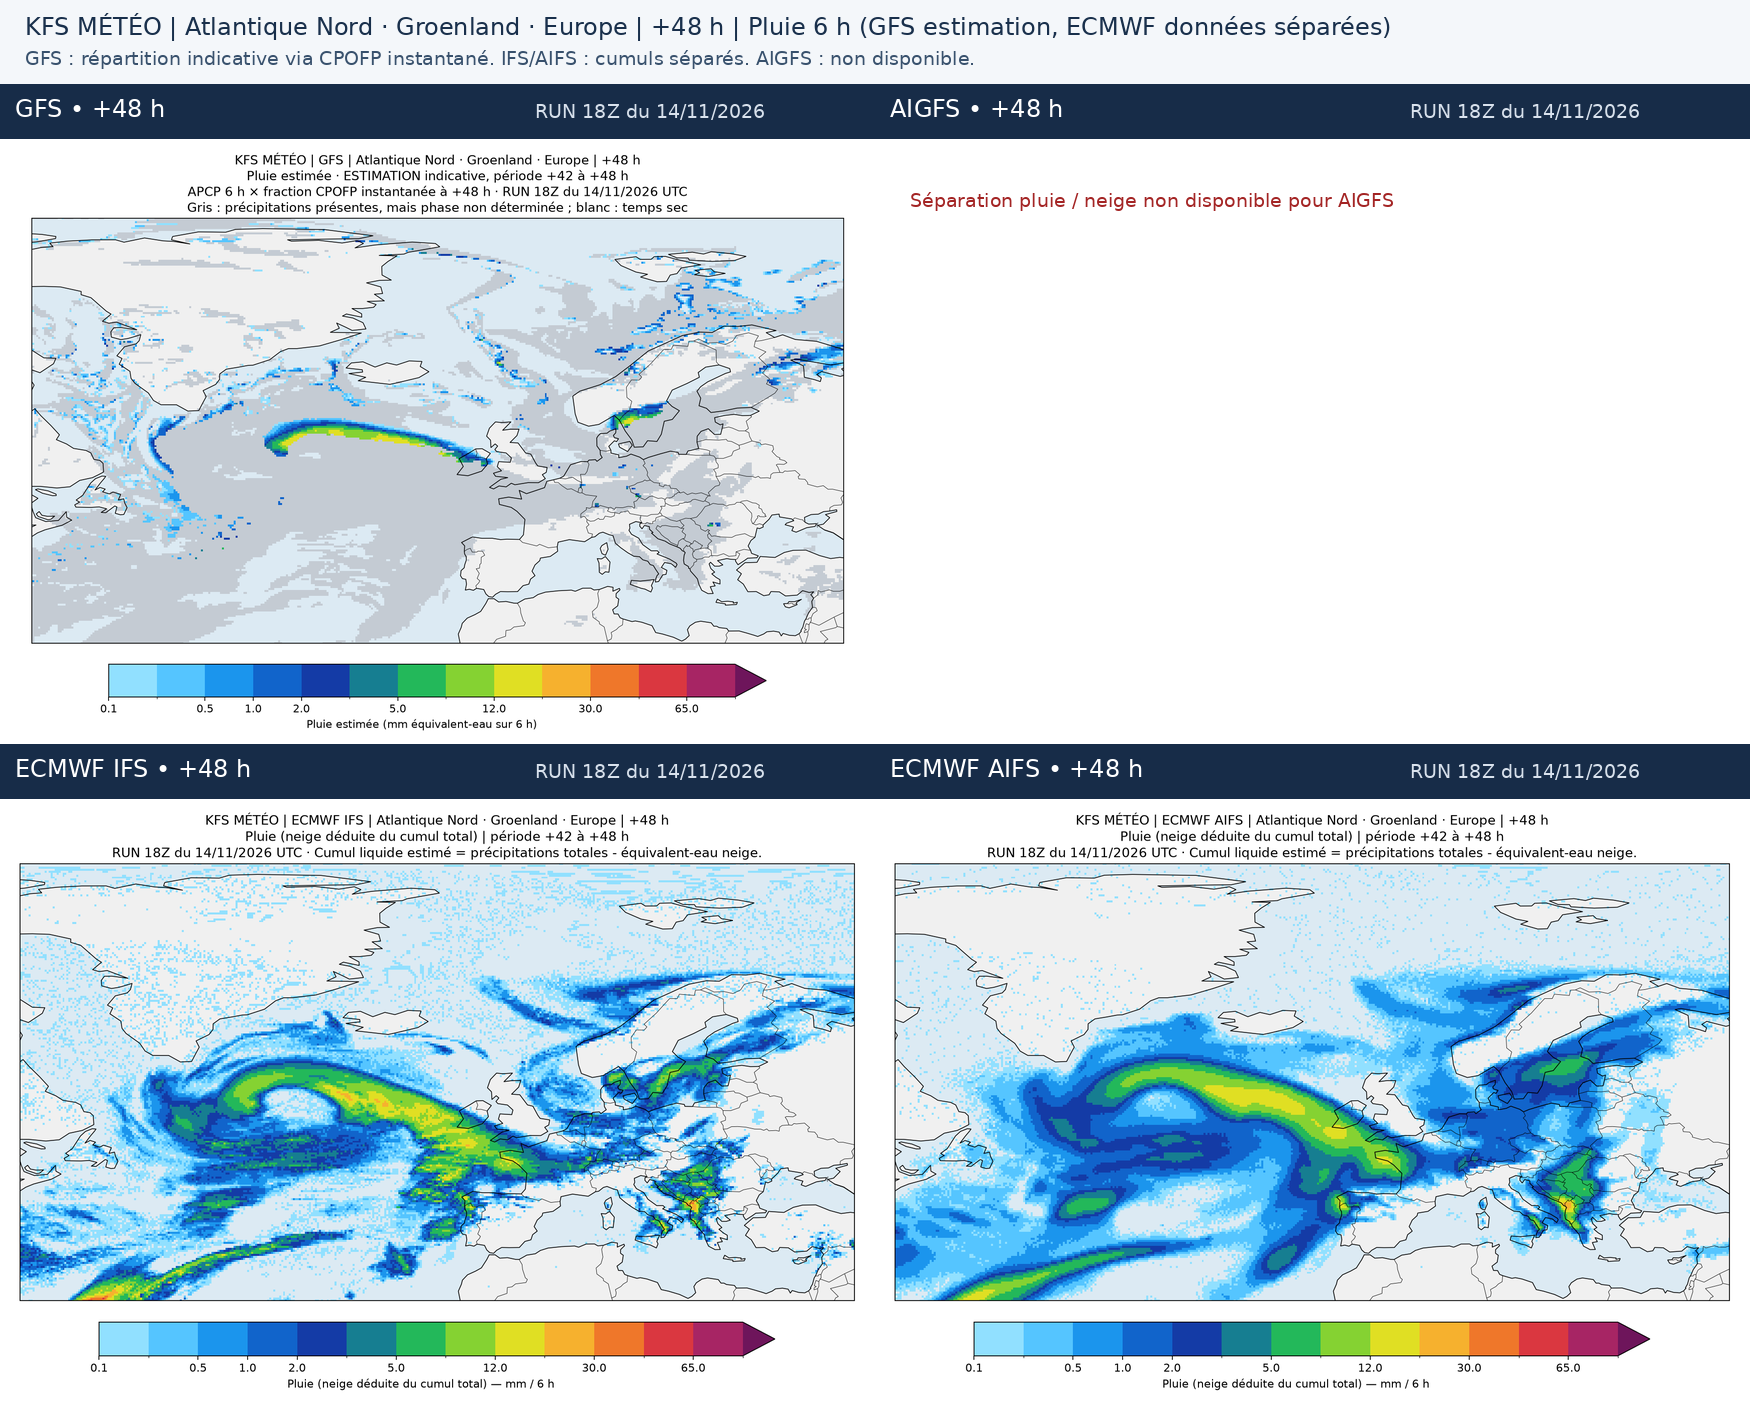 KFS MÉTÉO | Atlantique Nord · Groenland · Europe | +48 h | Pluie 6 h (GFS estimation, ECMWF données séparées)
GFS : répartition indicative via CPOFP instantané. IFS/AIFS : cumuls séparés. AIGFS : non disponible.
GFS • +48 h
RUN 18Z du 14/11/2026
AIGFS • +48 h
RUN 18Z du 14/11/2026
KFS MÉTÉO | GFS | Atlantique Nord · Groenland · Europe | +48 h
Pluie estimée · ESTIMATION indicative, période +42 à +48 h
APCP 6 h × fraction CPOFP instantanée à +48 h · RUN 18Z du 14/11/2026 UTC
Gris : précipitations présentes, mais phase non déterminée ; blanc : temps sec
Séparation pluie / neige non disponible pour AIGFS
0.1 0.5 1.0 2.0 5.0 12.0 30.0 65.0
Pluie estimée (mm équivalent-eau sur 6 h)
ECMWF IFS • +48 h
RUN 18Z du 14/11/2026
ECMWF AIFS • +48 h
RUN 18Z du 14/11/2026
KFS MÉTÉO | ECMWF IFS | Atlantique Nord · Groenland · Europe | +48 h
Pluie (neige déduite du cumul total) | période +42 à +48 h
RUN 18Z du 14/11/2026 UTC · Cumul liquide estimé = précipitations totales - équivalent-eau neige.
0.1 0.5 1.0 2.0 5.0 12.0 30.0 65.0
Pluie (neige déduite du cumul total) — mm / 6 h
KFS MÉTÉO | ECMWF AIFS | Atlantique Nord · Groenland · Europe | +48 h
Pluie (neige déduite du cumul total) | période +42 à +48 h
RUN 18Z du 14/11/2026 UTC · Cumul liquide estimé = précipitations totales - équivalent-eau neige.
0.1 0.5 1.0 2.0 5.0 12.0 30.0 65.0
Pluie (neige déduite du cumul total) — mm / 6 h